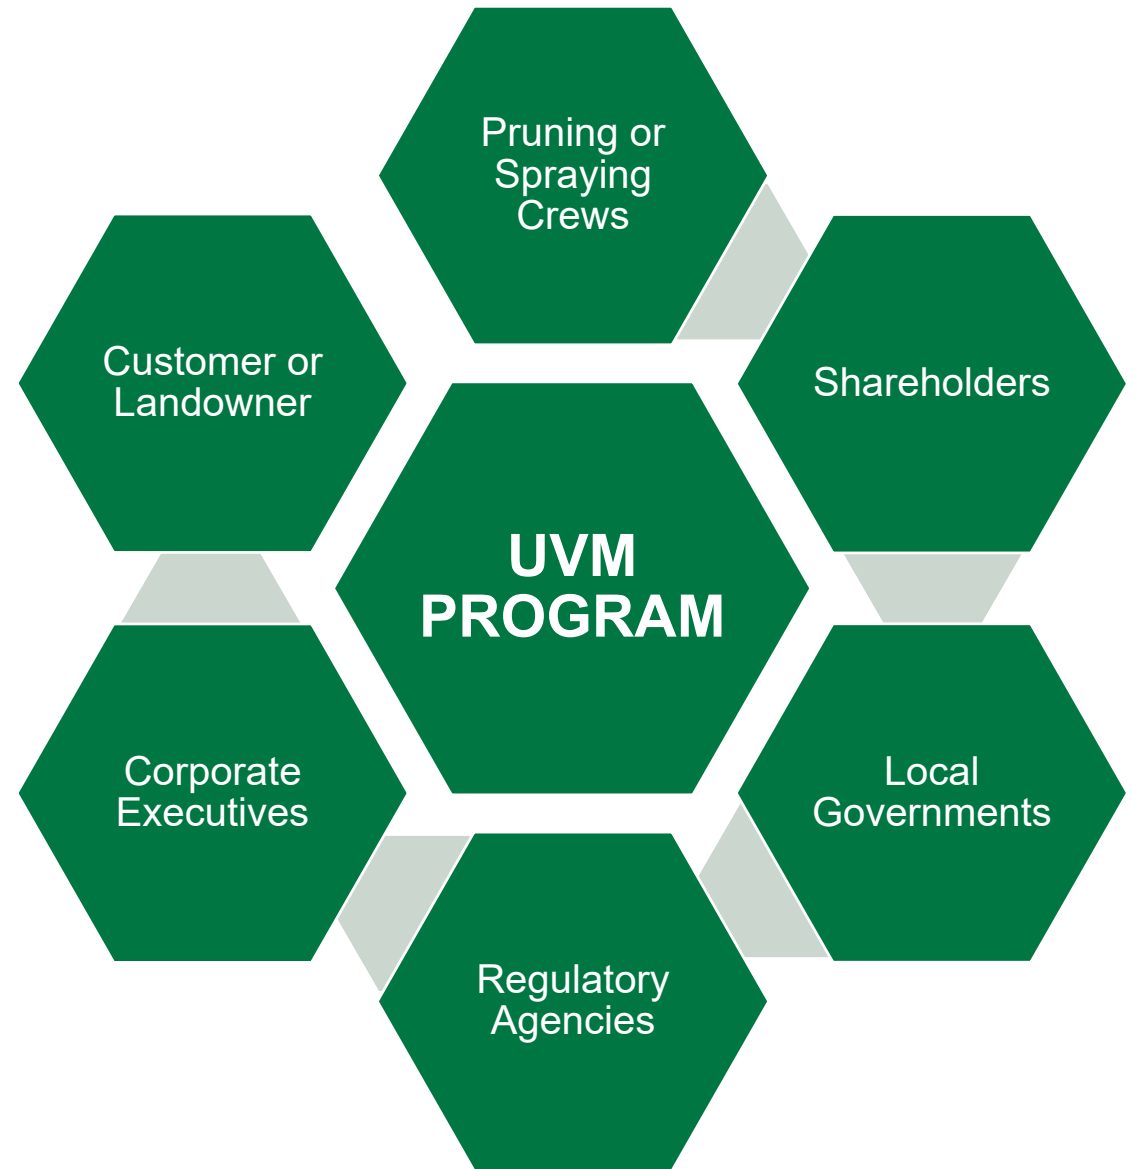 Pruning or
Spraying
Crews
Customer or
Landowner
Shareholders
UVM
PROGRAM
Corporate
Executives
Local
Governments
Regulatory
Agencies